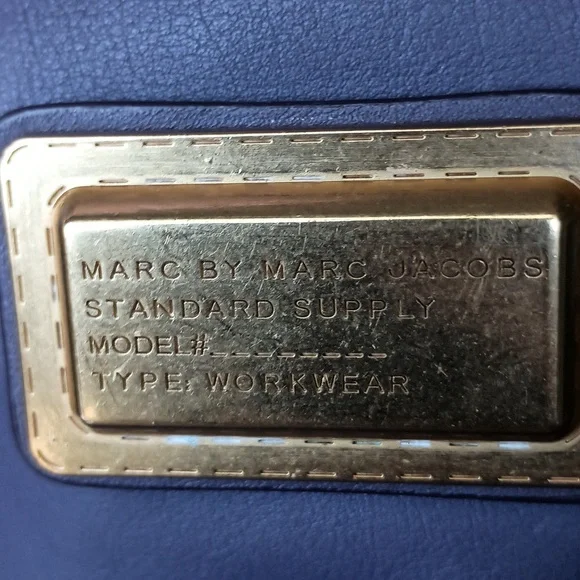 MARC BY MARC JACOBS
STANDARD SUPPLY
MODEL#_________
TYPE: WORKWEAR